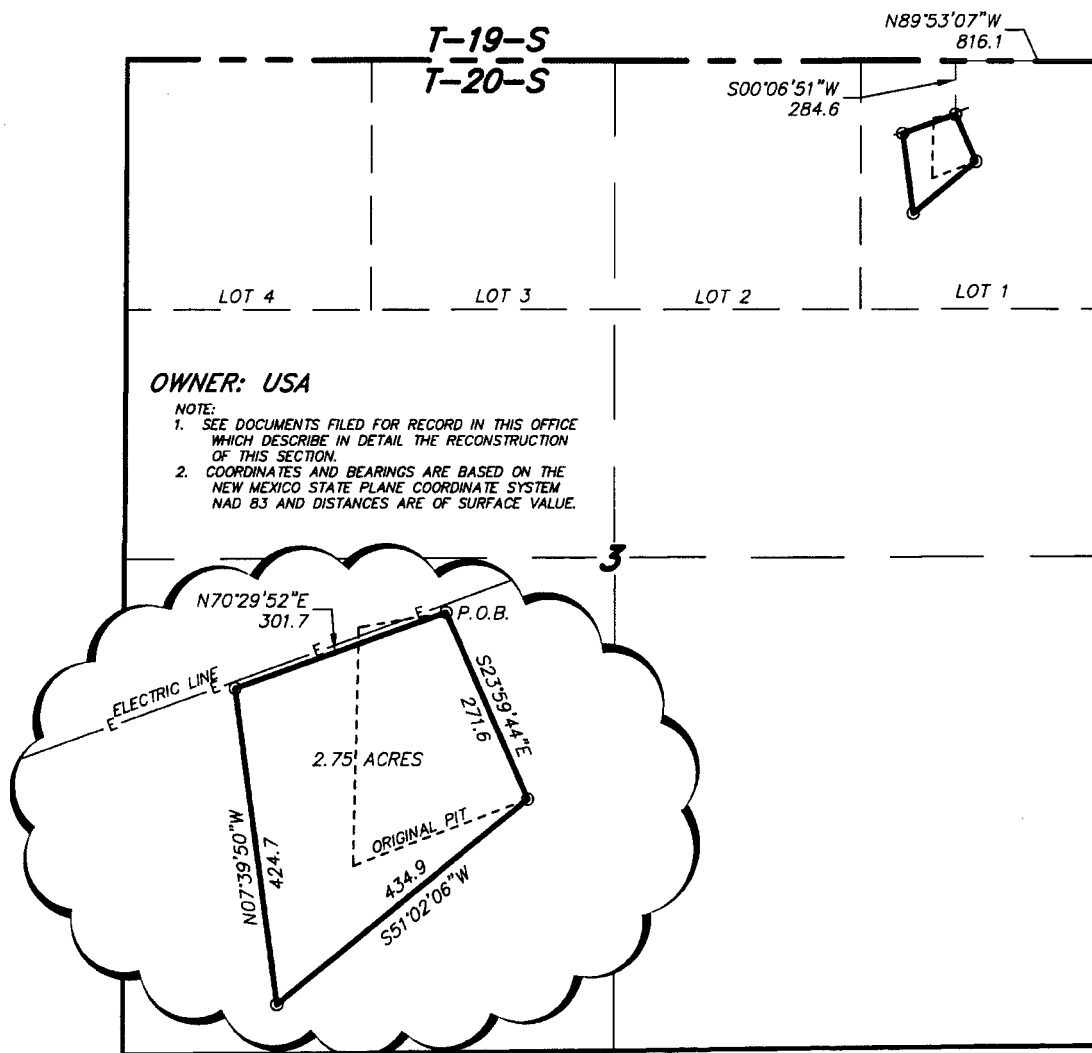 T-19-S
T-20-S
N89°53'07"W
816.1
S00°06'51"W
284.6
LOT 4
LOT 3
LOT 2
LOT 1
OWNER: USA
NOTE:
1. SEE DOCUMENTS FILED FOR RECORD IN THIS OFFICE
WHICH DESCRIBE IN DETAIL THE RECONSTRUCTION
OF THIS SECTION.
2. COORDINATES AND BEARINGS ARE BASED ON THE
NEW MEXICO STATE PLANE COORDINATE SYSTEM
NAD 83 AND DISTANCES ARE OF SURFACE VALUE.
3
N70°29'52"E
301.7
E
P.O.B.
E
ELECTRIC LINE
E
E
S23°59'44"E
271.6
2.75 ACRES
ORIGINAL PIT
N07°39'50"W
424.7
434.9
S51°02'06"W